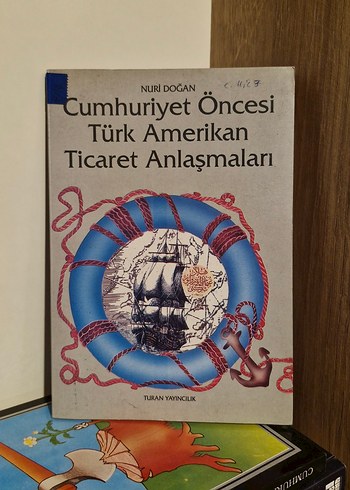 NURİ DOĞAN
Cumhuriyet Öncesi
Türk Amerikan
Ticaret Anlaşmaları
TURAN YAYINCILIK